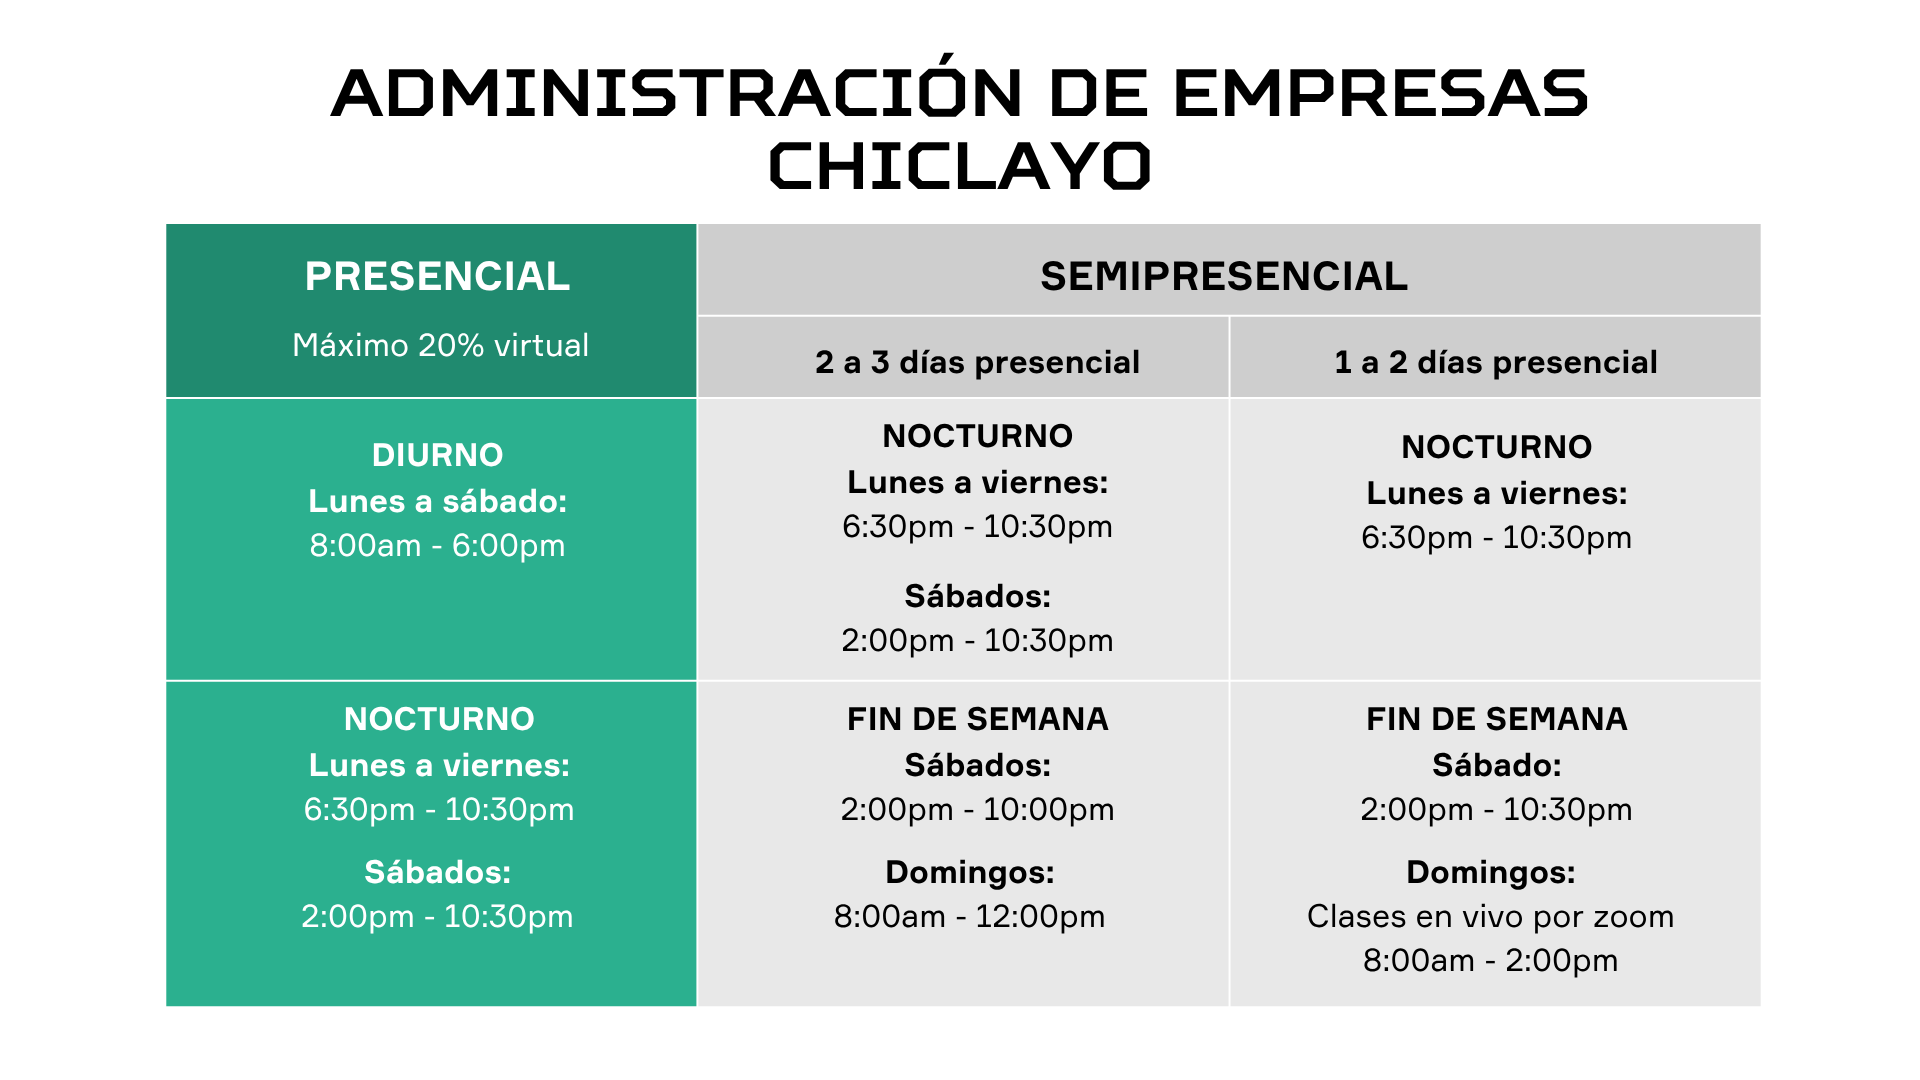 ADMINISTRACIÓN DE EMPRESAS
CHICLAYO
PRESENCIAL
Máximo 20% virtual
SEMIPRESENCIAL
2 a 3 días presencial
1 a 2 días presencial
DIURNO
Lunes a sábado:
8:00am - 6:00pm
NOCTURNO
Lunes a viernes:
6:30pm - 10:30pm
Sábados:
2:00pm - 10:30pm
NOCTURNO
Lunes a viernes:
6:30pm - 10:30pm
NOCTURNO
Lunes a viernes:
6:30pm - 10:30pm
Sábados:
2:00pm - 10:30pm
FIN DE SEMANA
Sábados:
2:00pm - 10:00pm
Domingos:
8:00am - 12:00pm
FIN DE SEMANA
Sábado:
2:00pm - 10:30pm
Domingos:
Clases en vivo por zoom
8:00am - 2:00pm